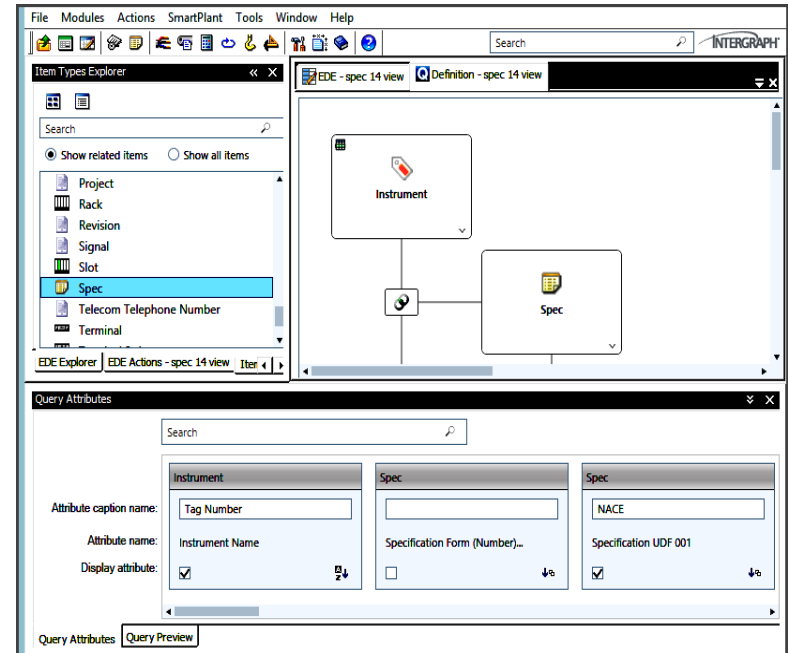 File Modules Actions SmartPlant Tools Window Help
Search
INTERGRAPH
Item Types Explorer
Search
Show related items Show all items
Project
Rack
Revision
Signal
Slot
Spec
Telecom Telephone Number
Terminal
EDE Explorer EDE Actions - spec 14 view Iter
EDE - spec 14 view Definition - spec 14 view
Instrument
Spec
Query Attributes
Search
Instrument Spec Spec
Attribute caption name: Tag Number NACE
Attribute name: Instrument Name Specification Form (Number)... Specification UDF 001
Display attribute:
Query Attributes Query Preview